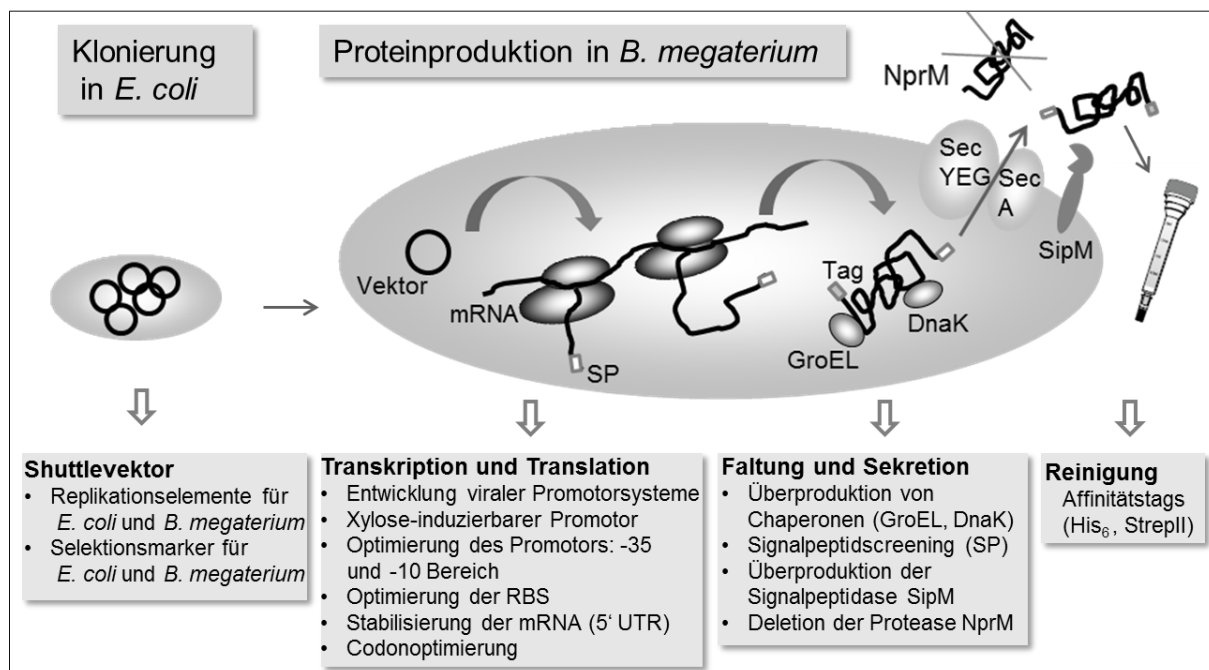 Klonierung
in E. coli
Proteinproduktion in B. megaterium
NprM
Sec
YEG
Sec
A
SipM
Vektor
mRNA
SP
Tag
DnaK
GroEL
Shuttlevektor
• Replikationselemente für
E. coli und B. megaterium
• Selektionsmarker für
E. coli und B. megaterium
Transkription und Translation
• Entwicklung viraler Promotorsysteme
• Xylose-induzierbarer Promotor
• Optimierung des Promotors: -35
und -10 Bereich
• Optimierung der RBS
• Stabilisierung der mRNA (5‘ UTR)
• Codonoptimierung
Faltung und Sekretion
• Überproduktion von
Chaperonen (GroEL, DnaK)
• Signalpeptidscreening (SP)
• Überproduktion der
Signalpeptidase SipM
• Deletion der Protease NprM
Reinigung
Affinitätstags
(His₆, StrepII)